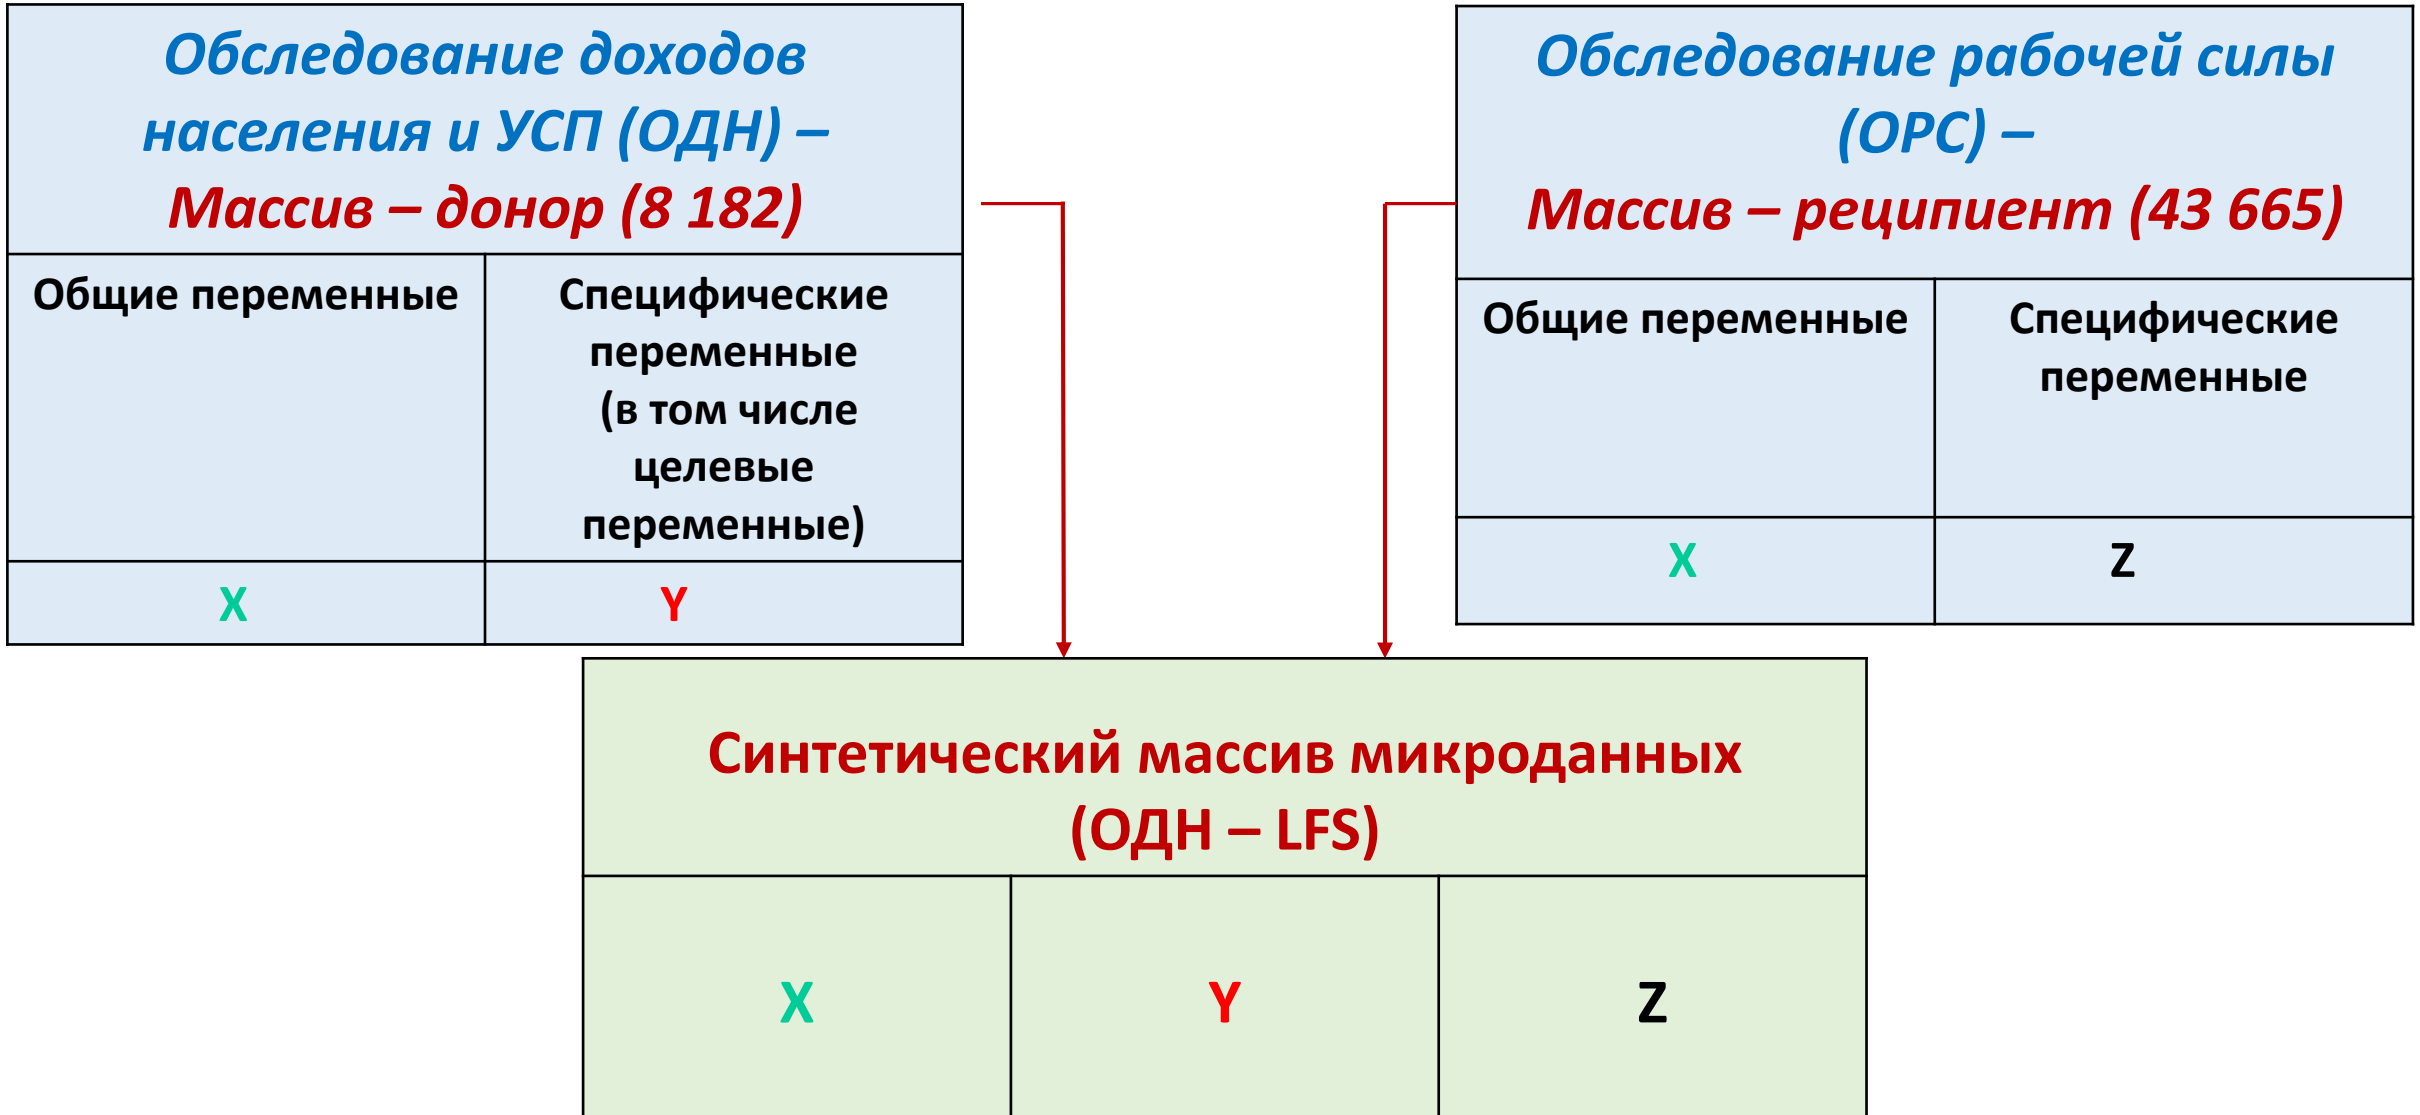 Обследование доходов
населения и УСП (ОДН) –
Массив – донор (8 182)
Общие переменные
Специфические
переменные
(в том числе
целевые
переменные)
X
Y
Обследование рабочей силы
(ОРС) –
Массив – реципиент (43 665)
Общие переменные
Специфические
переменные
X
Z
Синтетический массив микроданных
(ОДН – LFS)
X
Y
Z